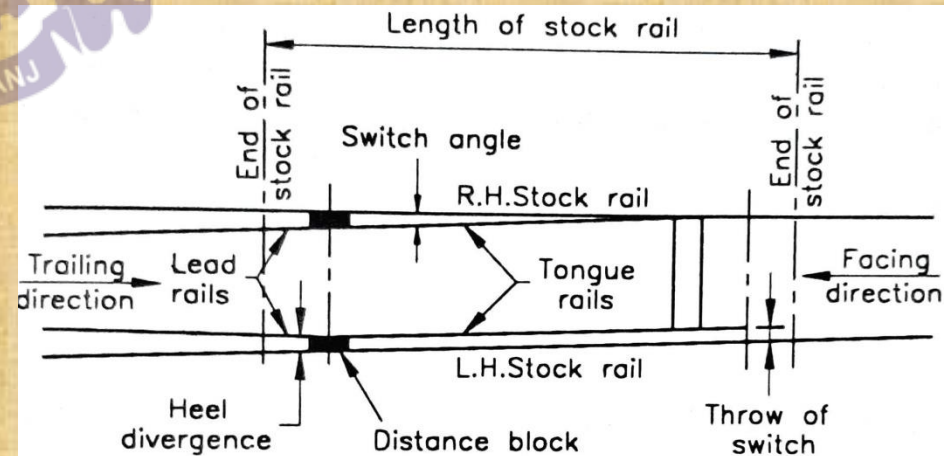 Length of stock rail
End of
stock rail
Switch angle
R.H.Stock rail
End of
stock rail
Trailing
direction
Lead
rails
Tongue
rails
Facing
direction
L.H.Stock rail
Heel
divergence
Distance block
Throw of
switch